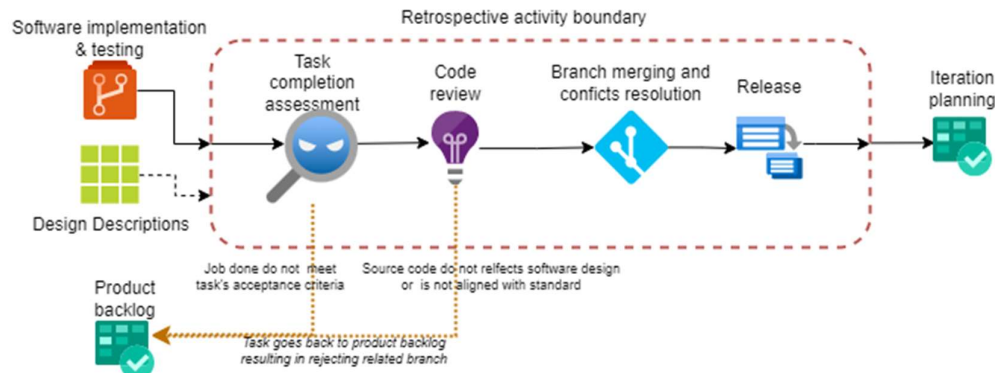 Retrospective activity boundary
Software implementation
& testing
Task
completion
assessment
Code
review
Branch merging and
conficts resolution
Release
Iteration
planning
Design Descriptions
Job done do not meet
task's acceptance criteria
Source code do not relfects software design
or is not aligned with standard
Product
backlog
Task goes back to product backlog
resulting in rejecting related branch